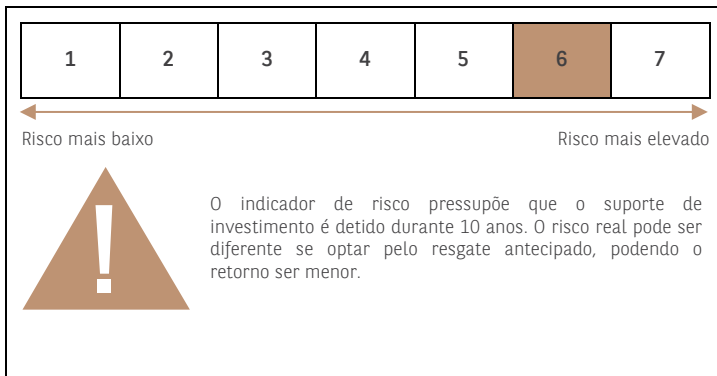 1 2 3 4 5 6 7
Risco mais baixo Risco mais elevado
!
O indicador de risco pressupõe que o suporte de
investimento é detido durante 10 anos. O risco real pode ser
diferente se optar pelo resgate antecipado, podendo o
retorno ser menor.